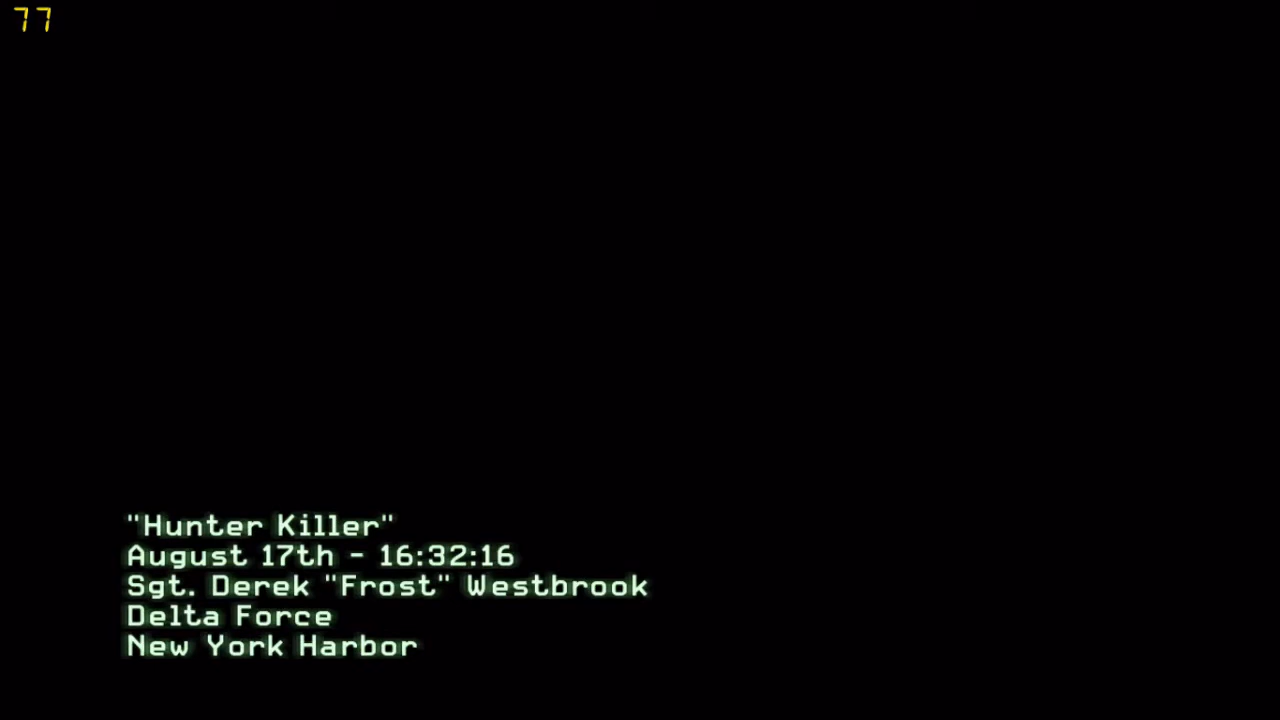 77
"Hunter Killer"
August 17th - 16:32:16
Sgt. Derek "Frost" Westbrook
Delta Force
New York Harbor